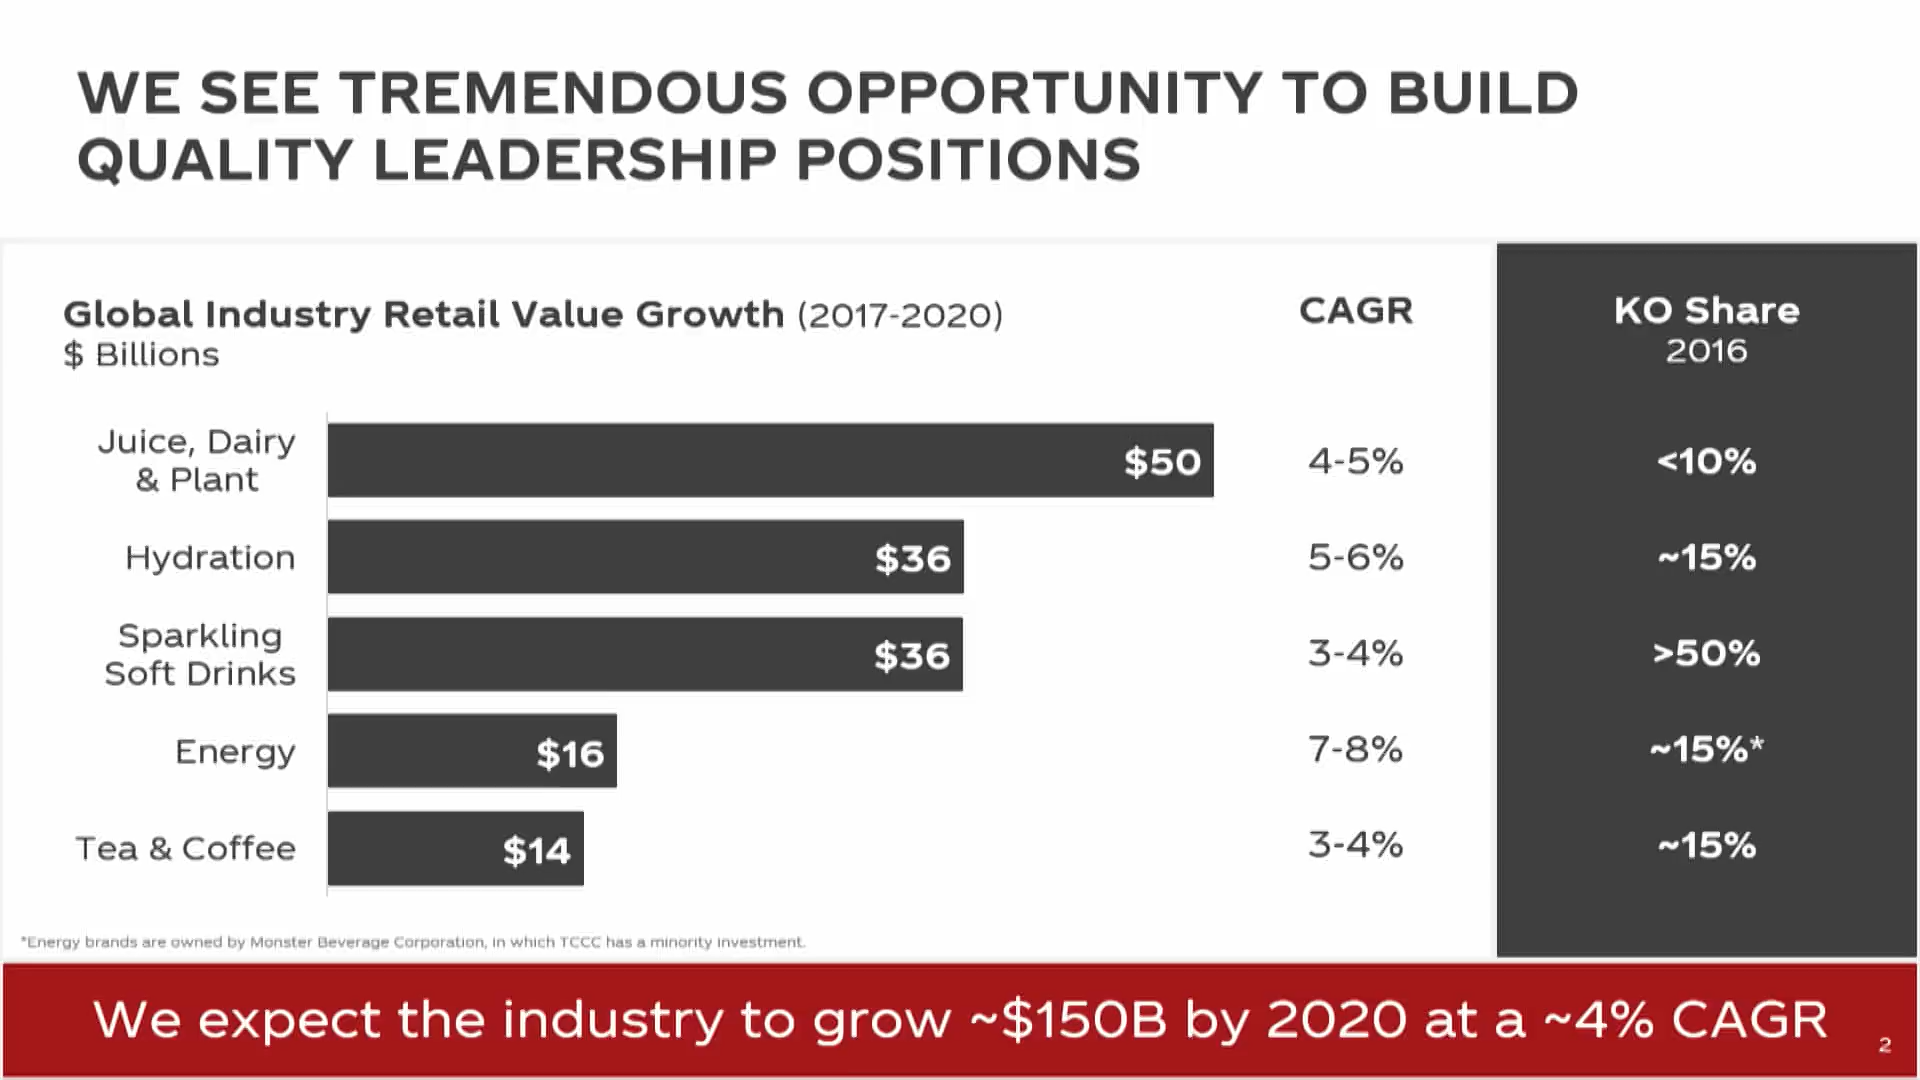 WE SEE TREMENDOUS OPPORTUNITY TO BUILD
QUALITY LEADERSHIP POSITIONS
Global Industry Retail Value Growth (2017-2020)
$ Billions
CAGR
KO Share
2016
Juice, Dairy
& Plant
$50
4-5%
<10%
Hydration
$36
5-6%
~15%
Sparkling
Soft Drinks
$36
3-4%
>50%
Energy
$16
7-8%
~15%*
Tea & Coffee
$14
3-4%
~15%
*Energy brands are owned by Monster Beverage Corporation, in which TCCC has a minority investment.
We expect the industry to grow ~$150B by 2020 at a ~4% CAGR
2